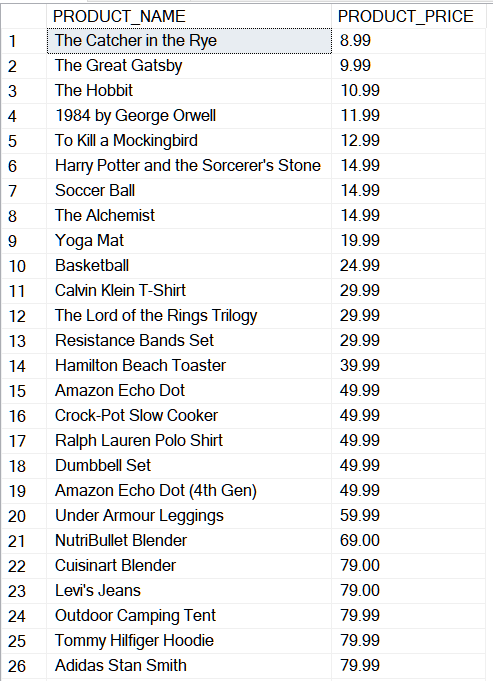 PRODUCT_NAME PRODUCT_PRICE
1 The Catcher in the Rye 8.99
2 The Great Gatsby 9.99
3 The Hobbit 10.99
4 1984 by George Orwell 11.99
5 To Kill a Mockingbird 12.99
6 Harry Potter and the Sorcerer's Stone 14.99
7 Soccer Ball 14.99
8 The Alchemist 14.99
9 Yoga Mat 19.99
10 Basketball 24.99
11 Calvin Klein T-Shirt 29.99
12 The Lord of the Rings Trilogy 29.99
13 Resistance Bands Set 29.99
14 Hamilton Beach Toaster 39.99
15 Amazon Echo Dot 49.99
16 Crock-Pot Slow Cooker 49.99
17 Ralph Lauren Polo Shirt 49.99
18 Dumbbell Set 49.99
19 Amazon Echo Dot (4th Gen) 49.99
20 Under Armour Leggings 59.99
21 NutriBullet Blender 69.00
22 Cuisinart Blender 79.00
23 Levi's Jeans 79.00
24 Outdoor Camping Tent 79.99
25 Tommy Hilfiger Hoodie 79.99
26 Adidas Stan Smith 79.99